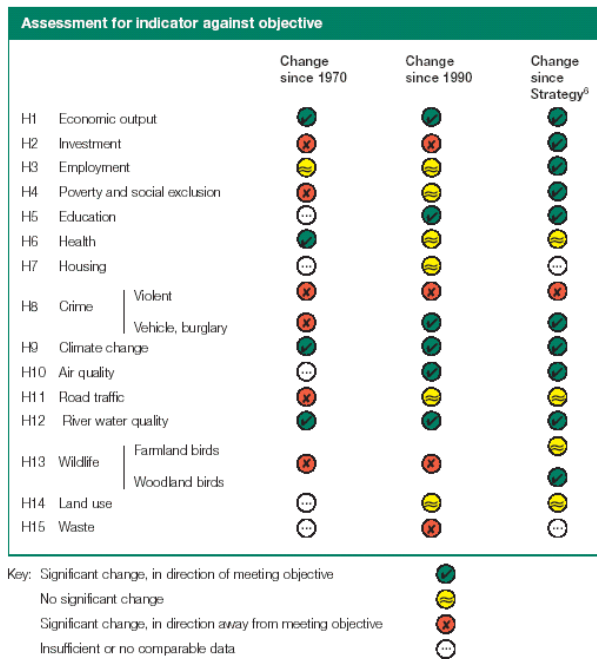 Assessment for indicator against objective
Change since 1970
Change since 1990
Change since Strategy6
H1 Economic output
H2 Investment
H3 Employment
H4 Poverty and social exclusion
H5 Education
H6 Health
H7 Housing
H8 Crime Violent
Vehicle, burglary
H9 Climate change
H10 Air quality
H11 Road traffic
H12 River water quality
H13 Wildlife Farmland birds
Woodland birds
H14 Land use
H15 Waste
Key: Significant change, in direction of meeting objective
No significant change
Significant change, in direction away from meeting objective
Insufficient or no comparable data